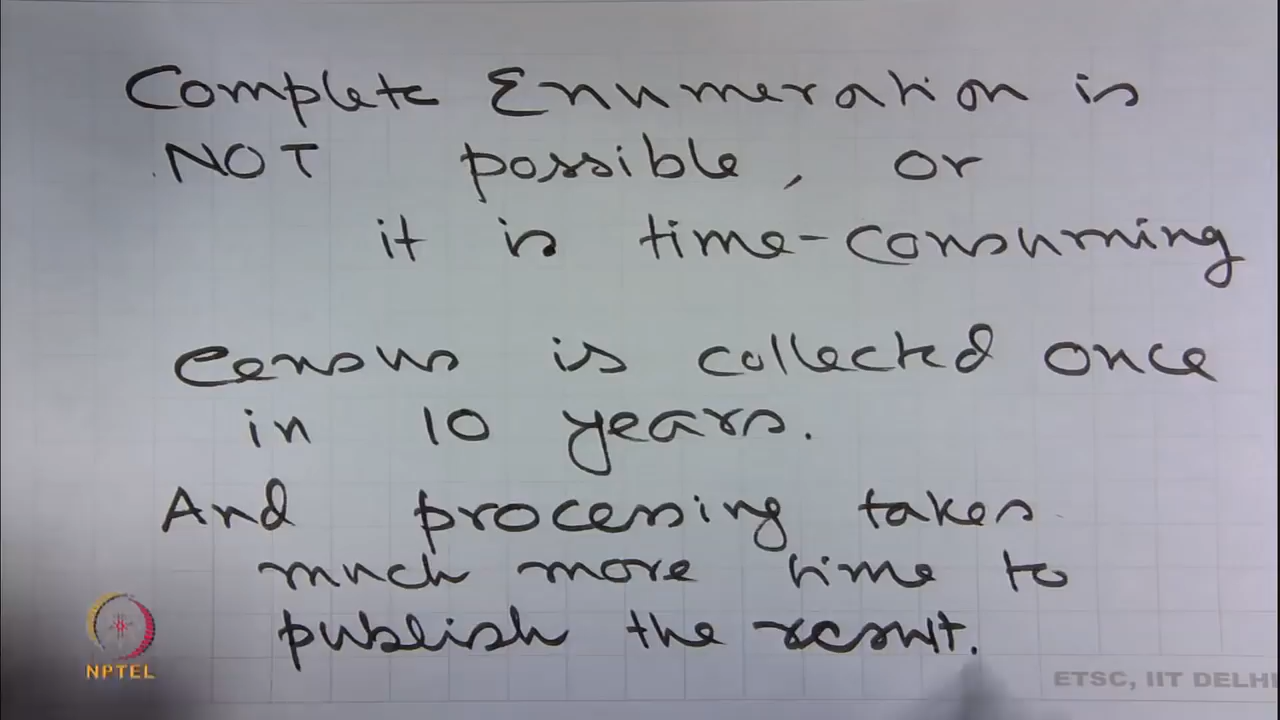 Complete Enumeration is
NOT possible, or
it is time-consuming
Census is collected once
in 10 years.
And processing takes
much more time to
publish the result.
NPTEL
ETSC, IIT DELHI